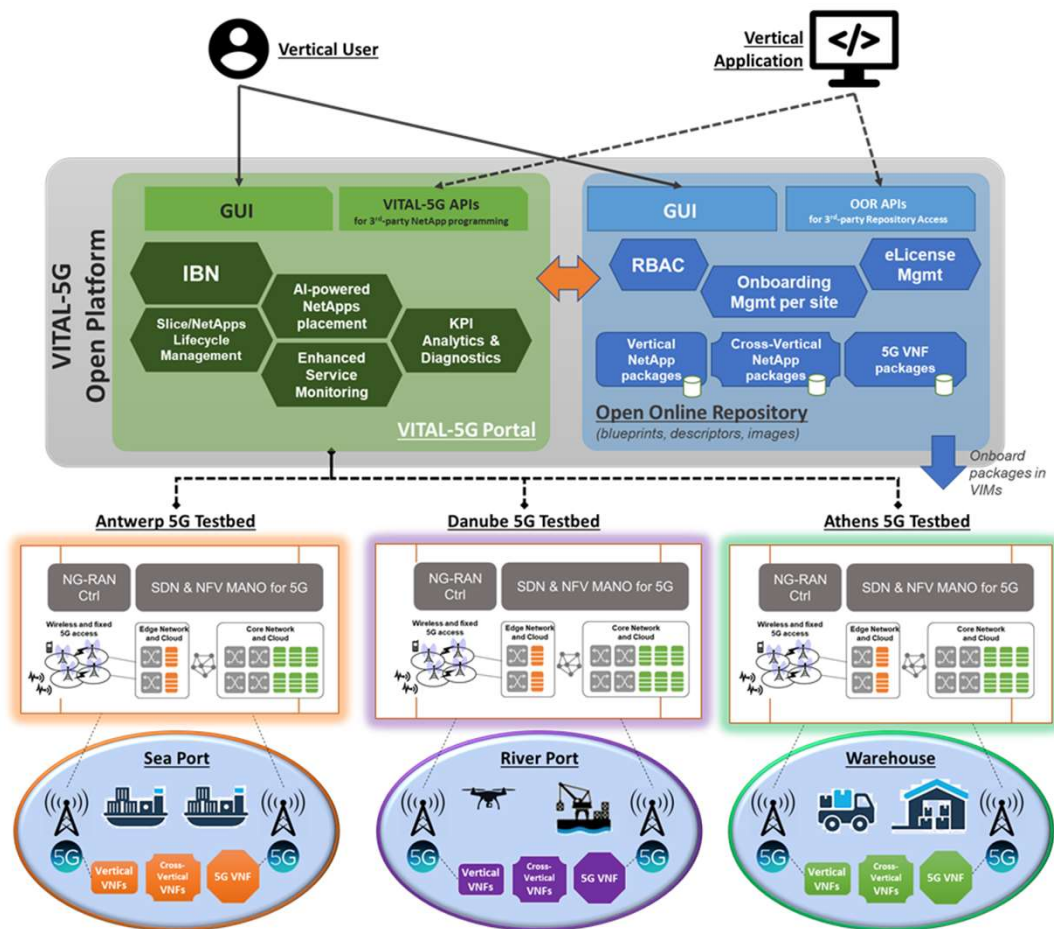 Vertical User
Vertical
Application
VITAL-5G
Open Platform
GUI
VITAL-5G APIs
for 3rd-party NetApp programming
IBN
AI-powered
NetApps
placement
Slice/NetApps
Lifecycle
Management
Enhanced
Service
Monitoring
KPI
Analytics &
Diagnostics
VITAL-5G Portal
GUI
OOR APIs
for 3rd-party Repository Access
RBAC
Onboarding
Mgmt per site
eLicense
Mgmt
Vertical
NetApp
packages
Cross-Vertical
NetApp
packages
5G VNF
packages
Open Online Repository
(blueprints, descriptors, images)
Onboard
packages in
VIMs
Antwerp 5G Testbed
NG-RAN
Ctrl
SDN & NFV MANO for 5G
Wireless and fixed
5G access
Edge Network
and Cloud
Core Network
and Cloud
Danube 5G Testbed
NG-RAN
Ctrl
SDN & NFV MANO for 5G
Wireless and fixed
5G access
Edge Network
and Cloud
Core Network
and Cloud
Athens 5G Testbed
NG-RAN
Ctrl
SDN & NFV MANO for 5G
Wireless and fixed
5G access
Edge Network
and Cloud
Core Network
and Cloud
Sea Port
5G
Vertical
VNFs
Cross-
Vertical
VNFs
5G VNF
5G
River Port
5G
Vertical
VNFs
Cross-
Vertical
VNFs
5G VNF
5G
Warehouse
5G
Vertical
VNFs
Cross-
Vertical
VNFs
5G VNF
5G